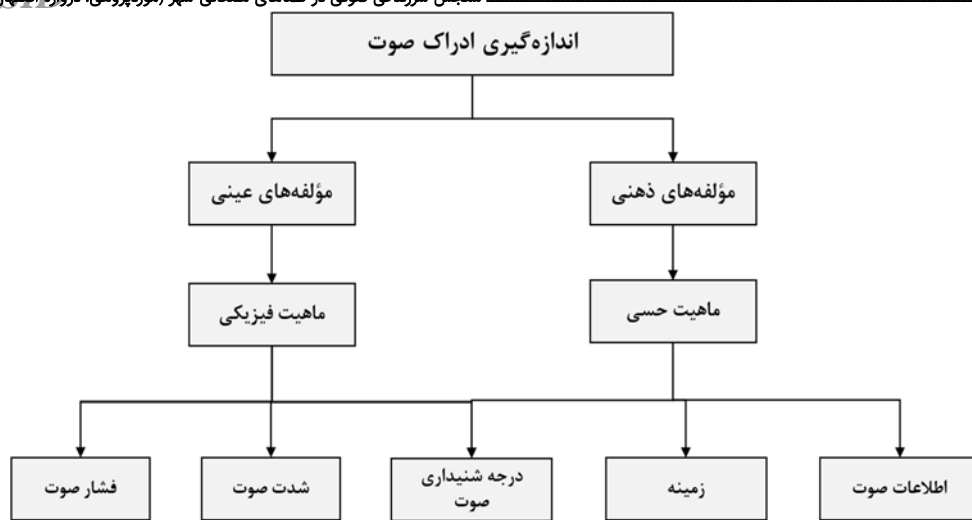 اندازه‌گیری ادراک صوت
مؤلفه‌های ذهنی
مؤلفه‌های عینی
ماهیت حسی
ماهیت فیزیکی
اطلاعات صوت
زمینه
درجه شنیداری
صوت
شدت صوت
فشار صوت